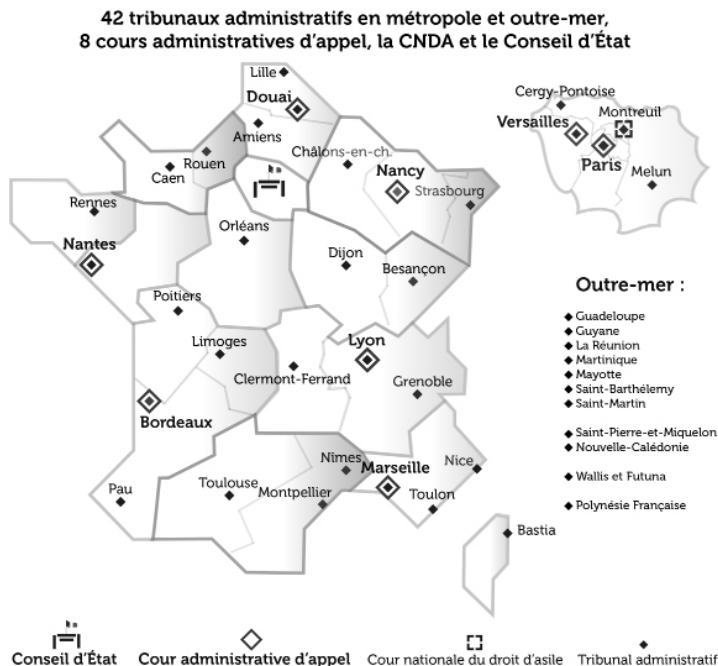 42 tribunaux administratifs en métropole et outre-mer,
8 cours administratives d'appel, la CNDA et le Conseil d'État
Lille
Douai
Amiens
Rouen
Caen
Châlons-en-ch.
Nancy
Strasbourg
Cergy-Pontoise
Montreuil
Versailles
Paris
Melun
Rennes
Nantes
Orléans
Dijon
Besançon
Poitiers
Limoges
Clermont-Ferrand
Lyon
Grenoble
Bordeaux
Pau
Toulouse
Montpellier
Nîmes
Marseille
Nice
Toulon
Bastia
Outre-mer :
Guadeloupe
Guyane
La Réunion
Martinique
Mayotte
Saint-Barthélemy
Saint-Martin
Saint-Pierre-et-Miquelon
Nouvelle-Calédonie
Wallis et Futuna
Polynésie Française
Conseil d'État
Cour administrative d'appel
Cour nationale du droit d'asile
Tribunal administratif